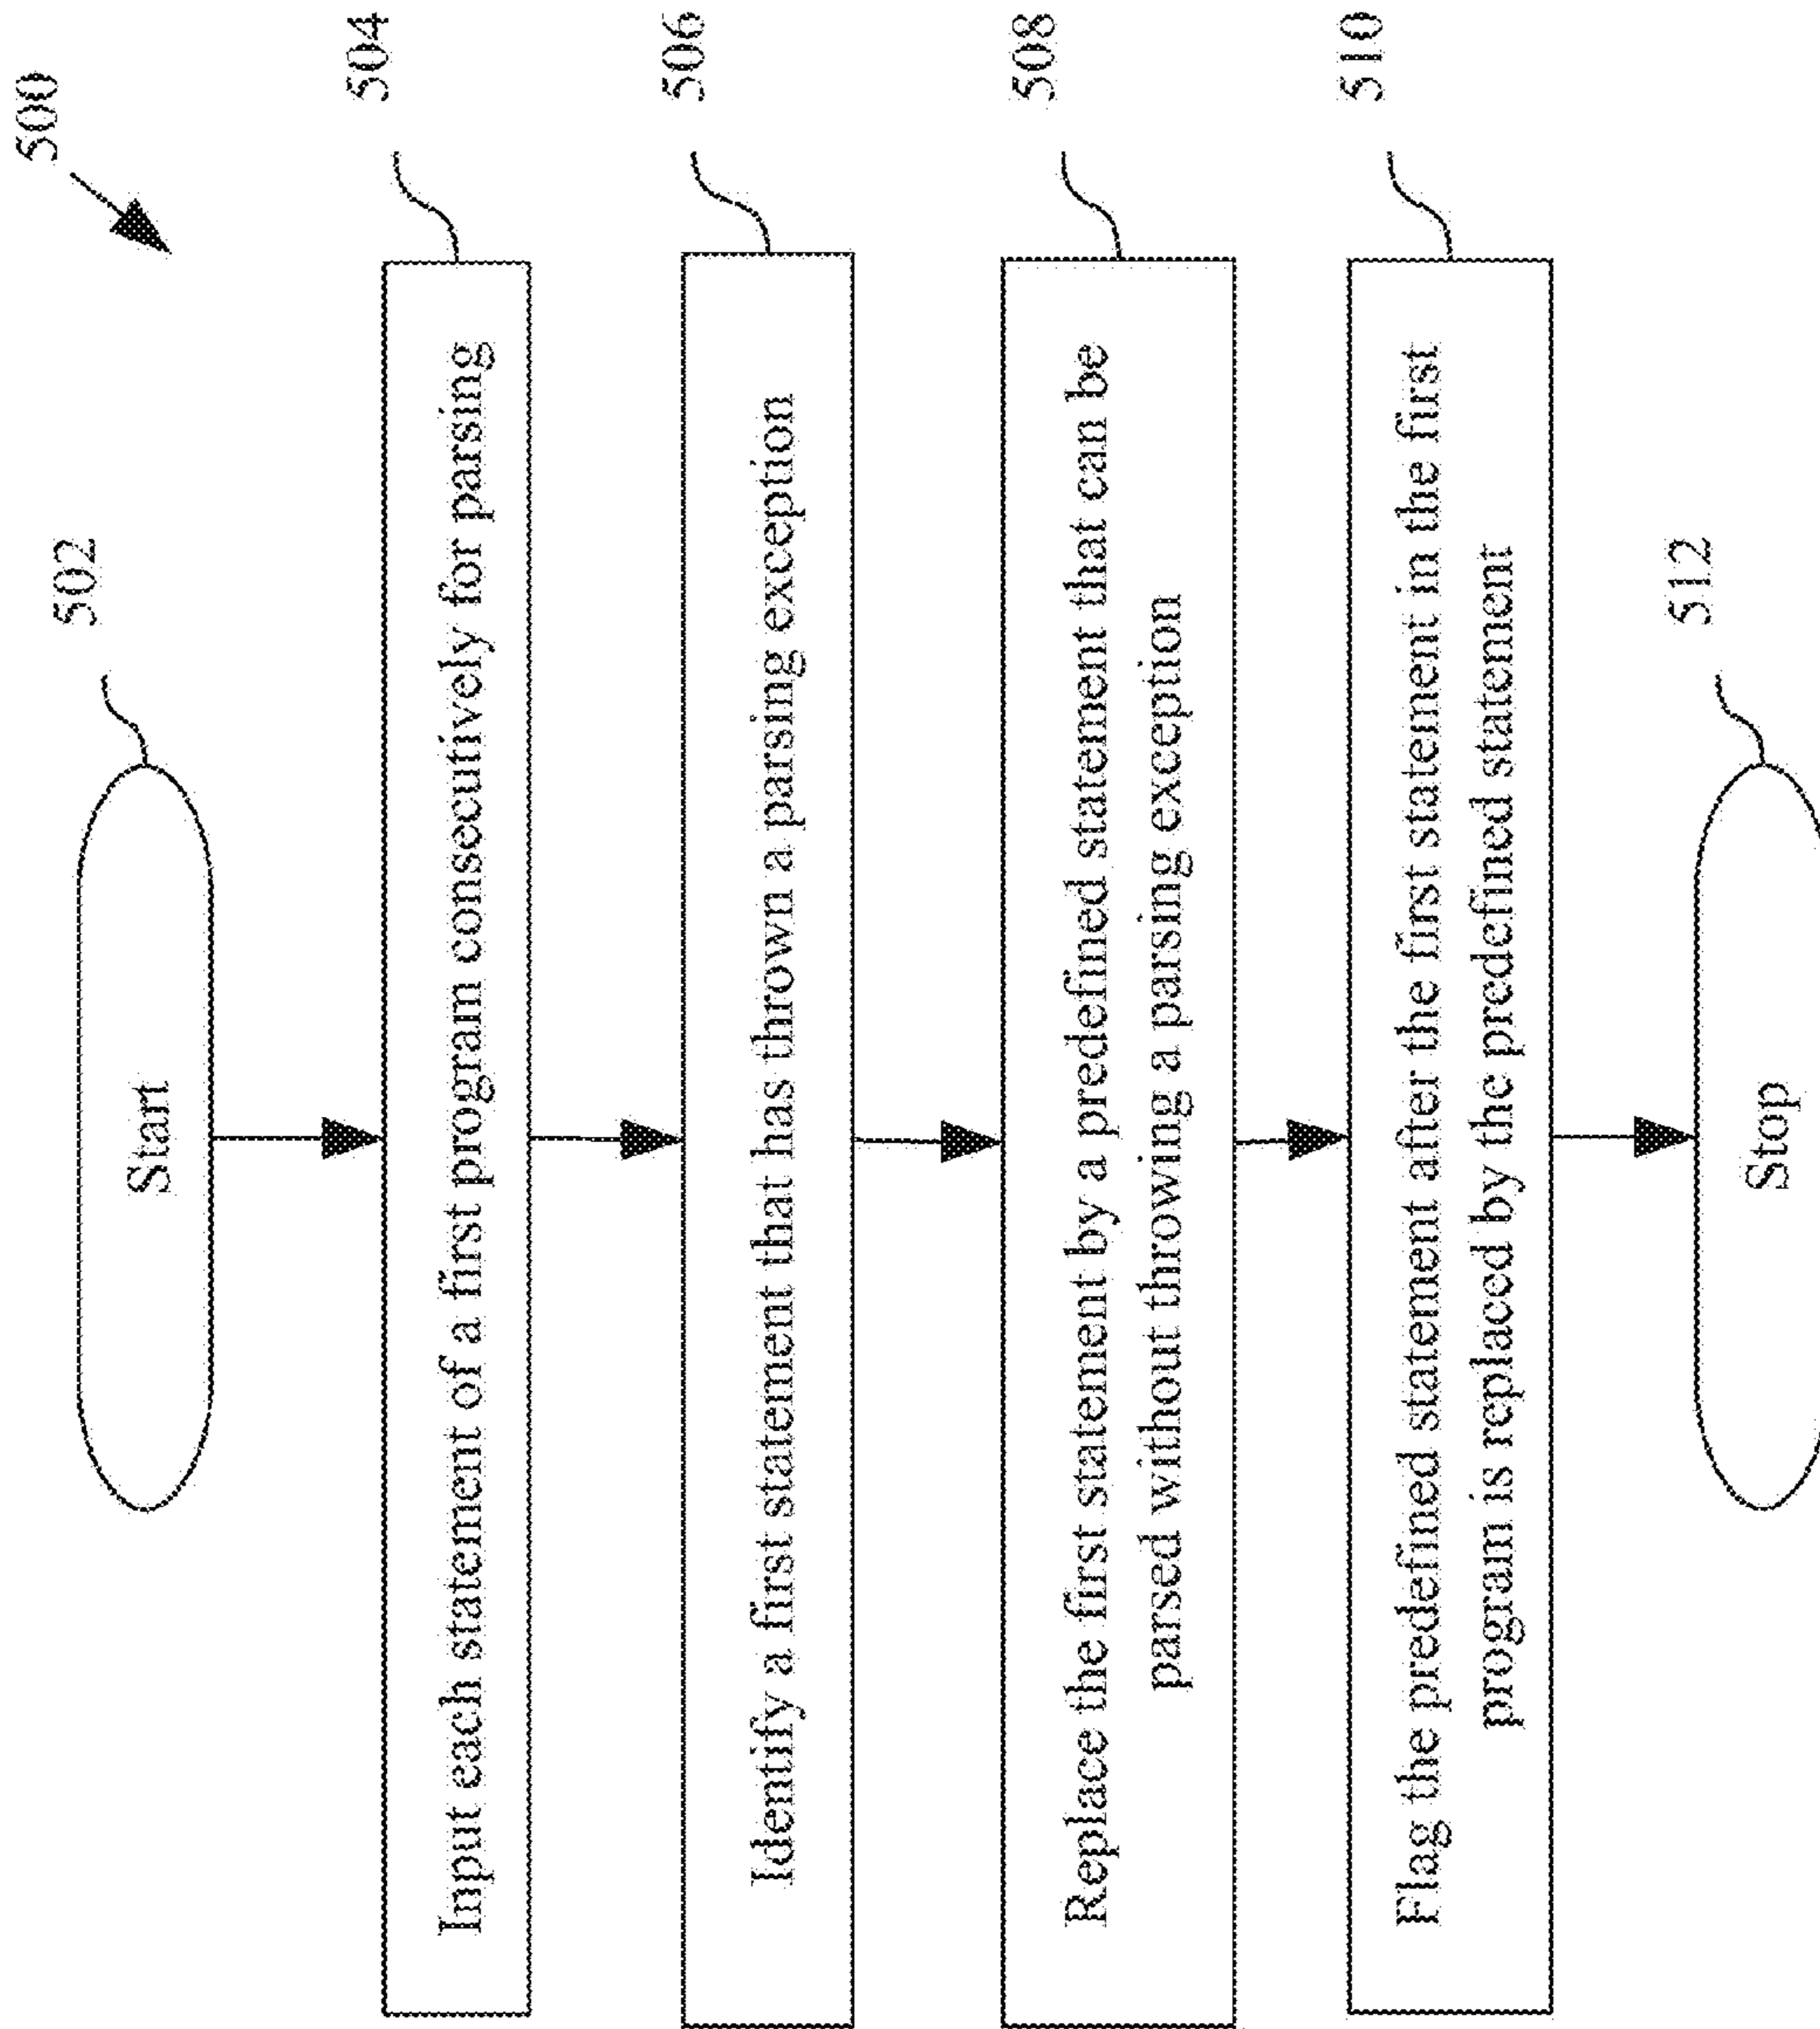 500
502
Start
504
Input each statement of a first program consecutively for parsing
506
Identify a first statement that has thrown a parsing exception
508
Replace the first statement by a predefined statement that can be
parsed without throwing a parsing exception
510
Flag the predefined statement after the first statement in the first
program is replaced by the predefined statement
512
Stop